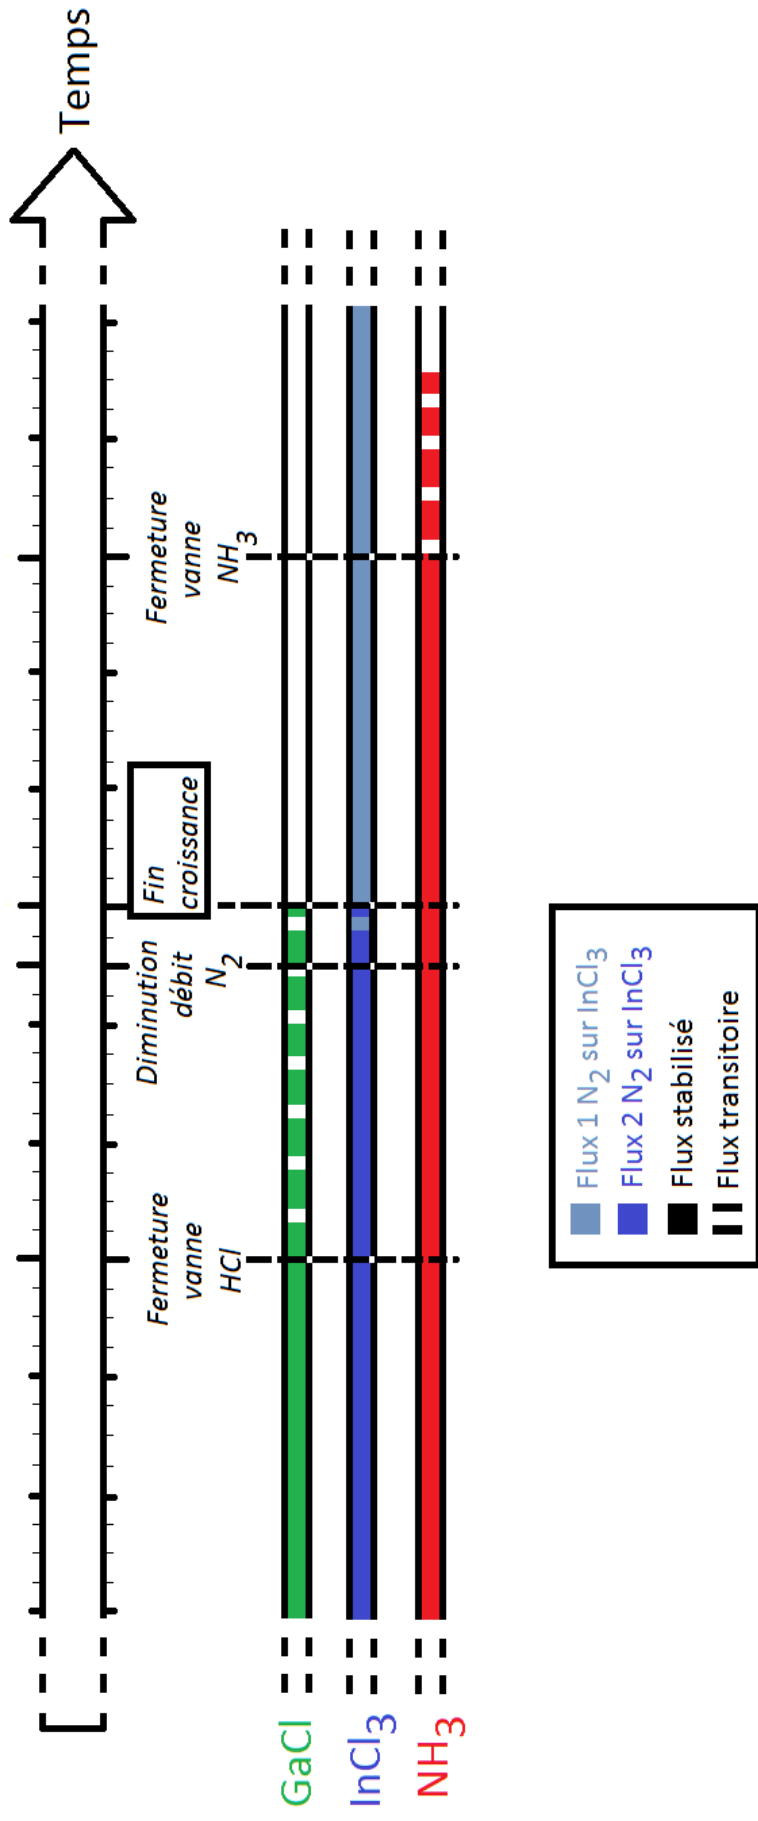 Temps
Fermeture
vanne
HCl
Diminution
débit
N2
Fin
croissance
Fermeture
vanne
NH3
GaCl
InCl3
NH3
Flux 1 N2 sur InCl3
Flux 2 N2 sur InCl3
Flux stabilisé
Flux transitoire